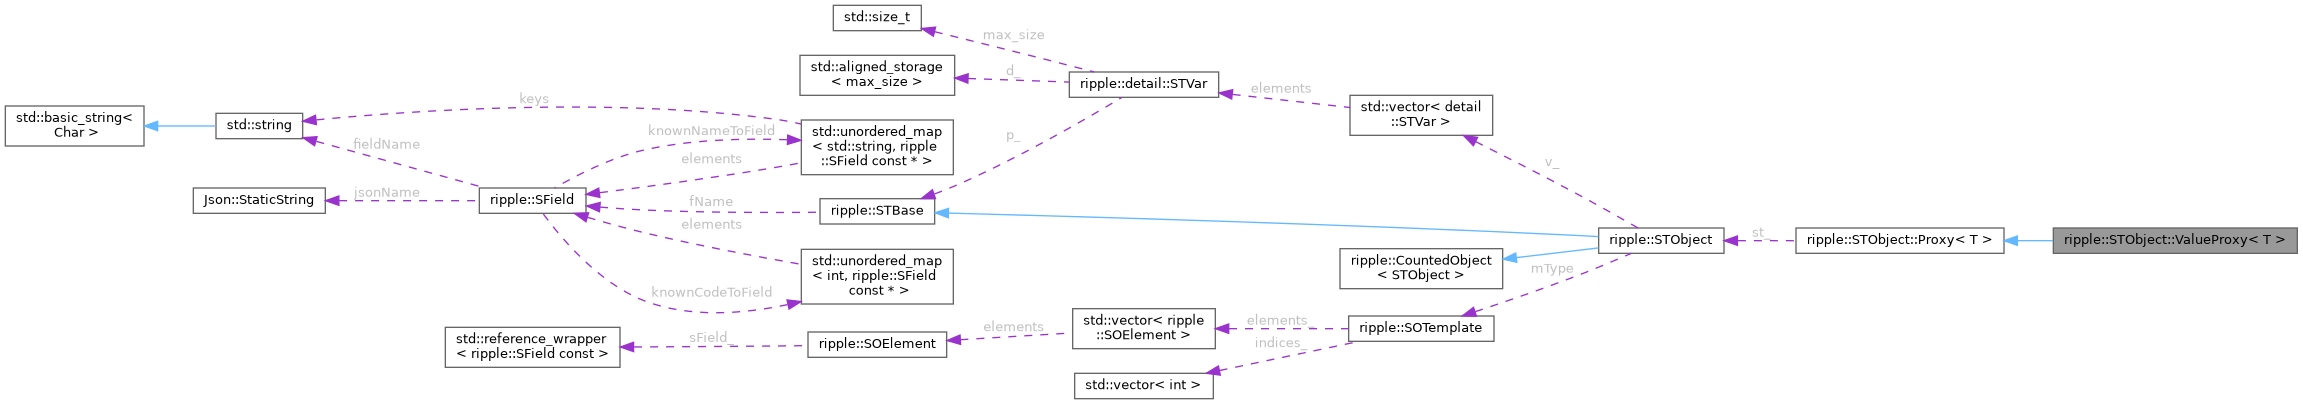 std::size_t
max_size
std::aligned_storage
< max_size >
d_
ripple::detail::STVar
elements
std::vector< detail
::STVar >
keys
std::basic_string<
Char >
std::string
fieldName
knownNameToField
std::unordered_map
< std::string, ripple
::SField const * >
elements
p_
v_
Json::StaticString
jsonName
ripple::SField
fName
ripple::STBase
elements
ripple::STObject
st_
ripple::STObject::Proxy< T >
ripple::STObject::ValueProxy< T >
std::unordered_map
< int, ripple::SField
const * >
knownCodeToField
ripple::CountedObject
< STObject >
mType
std::reference_wrapper
< ripple::SField const >
sField_
ripple::SOElement
elements
std::vector< ripple
::SOElement >
elements_
ripple::SOTemplate
indices_
std::vector< int >